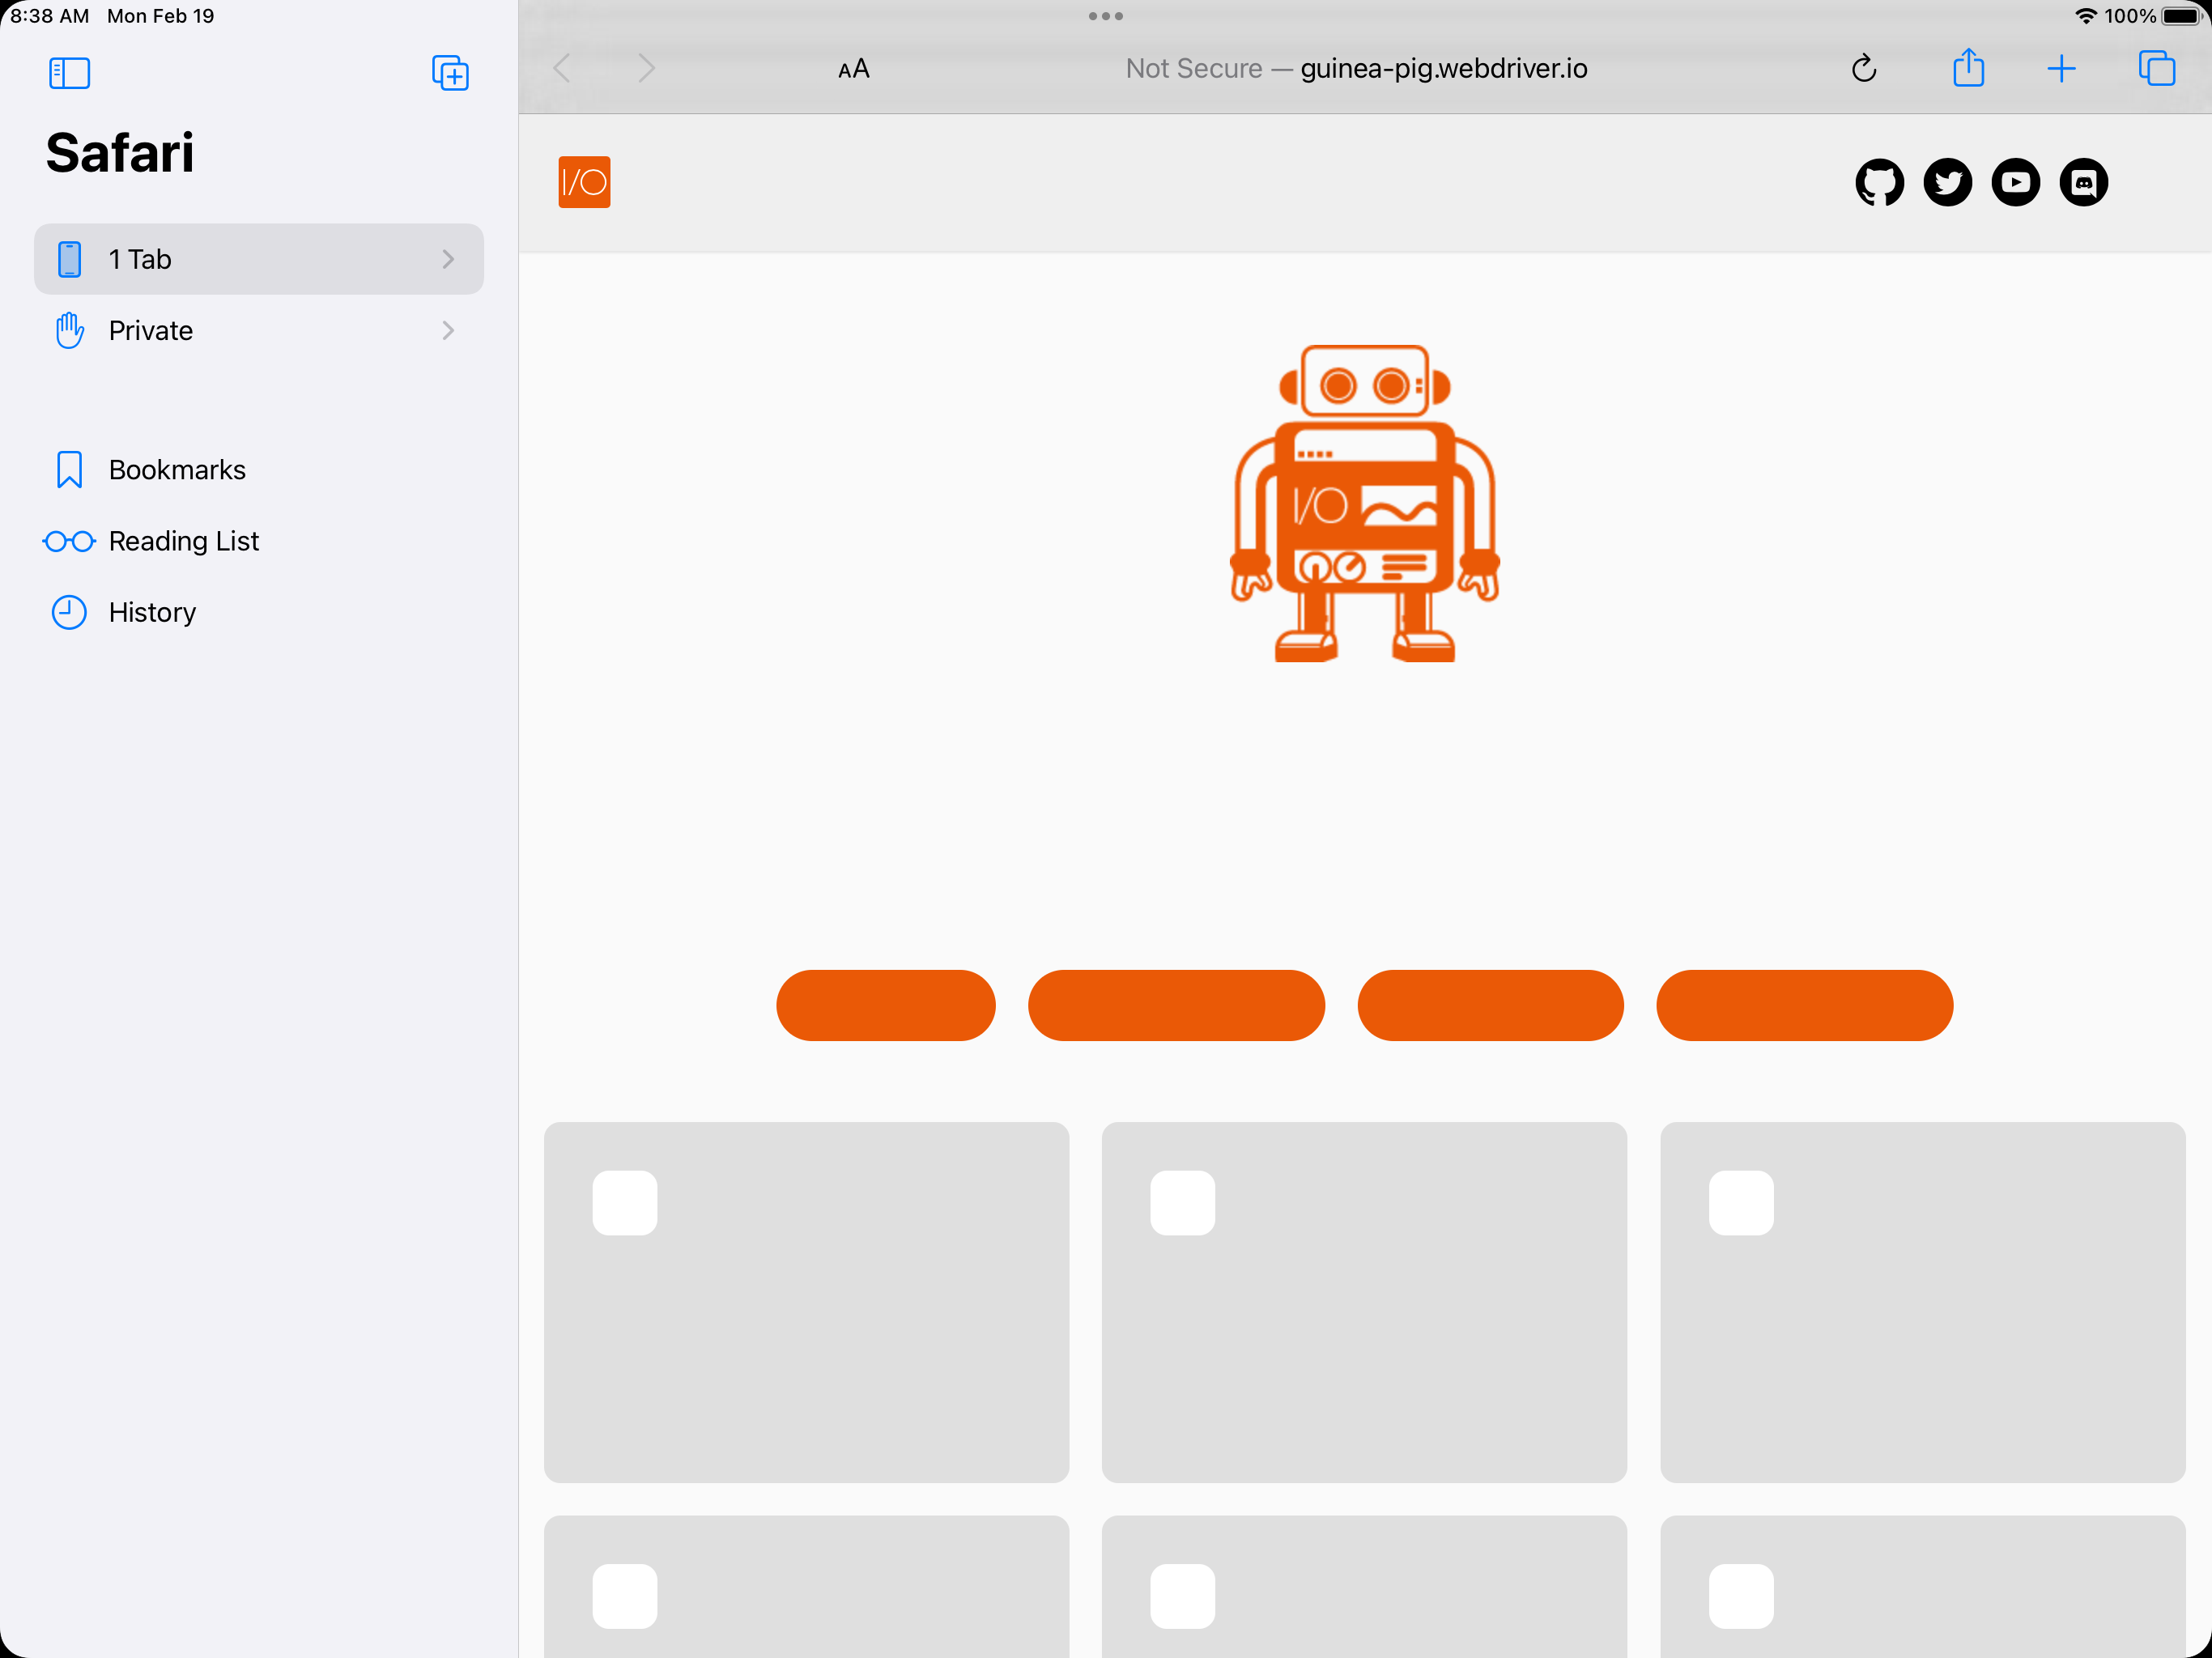 8:38 AM Mon Feb 19
100%
AA
Not Secure — guinea-pig.webdriver.io
Safari
1 Tab
Private
Bookmarks
Reading List
History
I/O
I/O